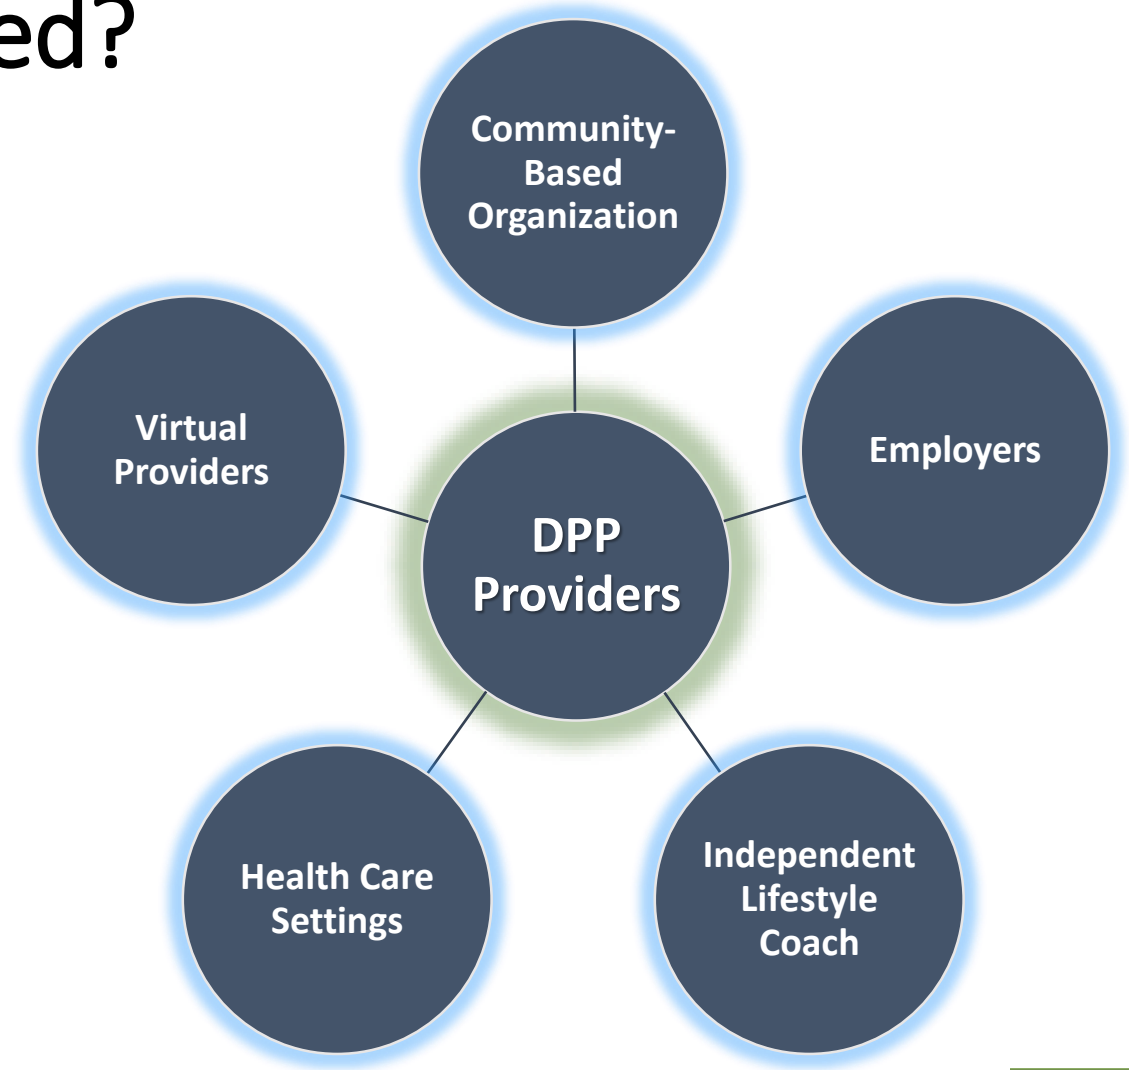 ed?
Community-
Based
Organization
Virtual
Providers
Employers
DPP
Providers
Health Care
Settings
Independent
Lifestyle
Coach